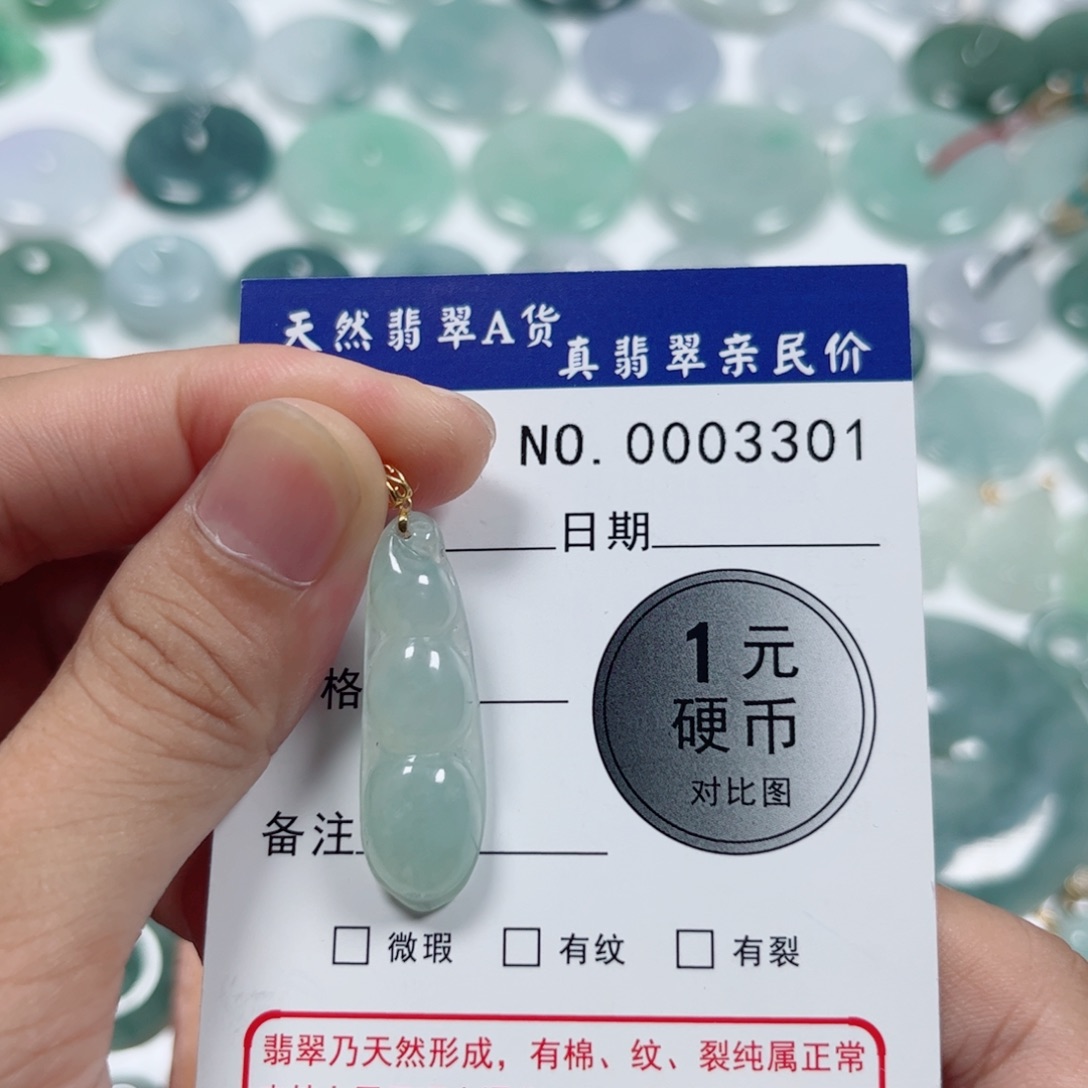 天然翡翠A货
真翡翠亲民价
NO. 0003301
日期
格
1元
硬币
对比图
备注
微瑕
有纹
有裂
翡翠乃天然形成，有棉、纹、裂纯属正常